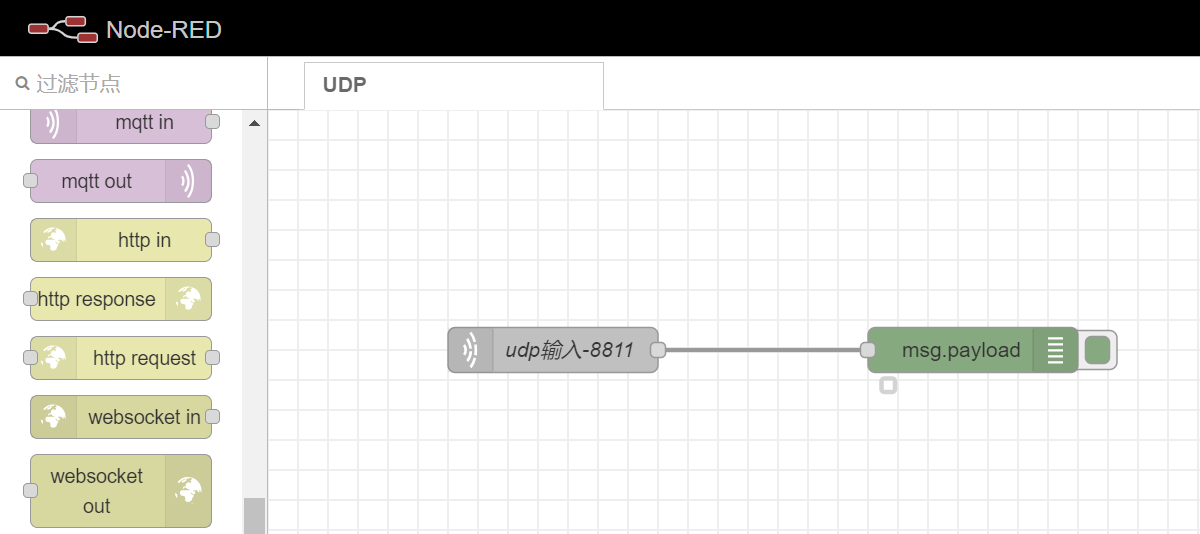 Node-RED
过滤节点
UDP
mqtt in
mqtt out
http in
http response
http request
websocket in
websocket
out
udp输入-8811
msg.payload